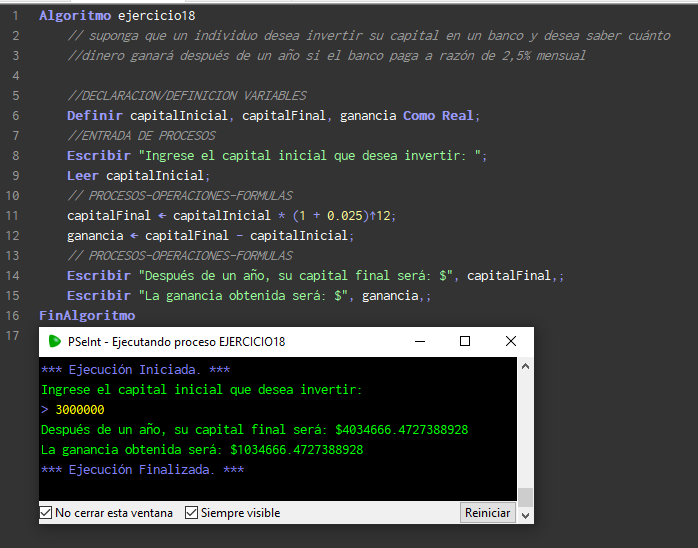 1 Algoritmo ejercicio18
2 // suponga que un individuo desea invertir su capital en un banco y desea saber cuánto
3 //dinero ganará después de un año si el banco paga a razón de 2,5% mensual
4
5 //DECLARACION/DEFINICION VARIABLES
6 Definir capitalInicial, capitalFinal, ganancia Como Real;
7 //ENTRADA DE PROCESOS
8 Escribir "Ingrese el capital inicial que desea invertir: ";
9 Leer capitalInicial;
10 // PROCESOS-OPERACIONES-FORMULAS
11 capitalFinal ← capitalInicial * (1 + 0.025)↑12;
12 ganancia ← capitalFinal - capitalInicial;
13 // PROCESOS-OPERACIONES-FORMULAS
14 Escribir "Después de un año, su capital final será: $", capitalFinal,;
15 Escribir "La ganancia obtenida será: $", ganancia,;
16 FinAlgoritmo
17
PSeInt - Ejecutando proceso EJERCICIO18
*** Ejecución Iniciada. ***
Ingrese el capital inicial que desea invertir:
> 3000000
Después de un año, su capital final será: $4034666.4727388928
La ganancia obtenida será: $1034666.4727388928
*** Ejecución Finalizada. ***
No cerrar esta ventana Siempre visible Reiniciar